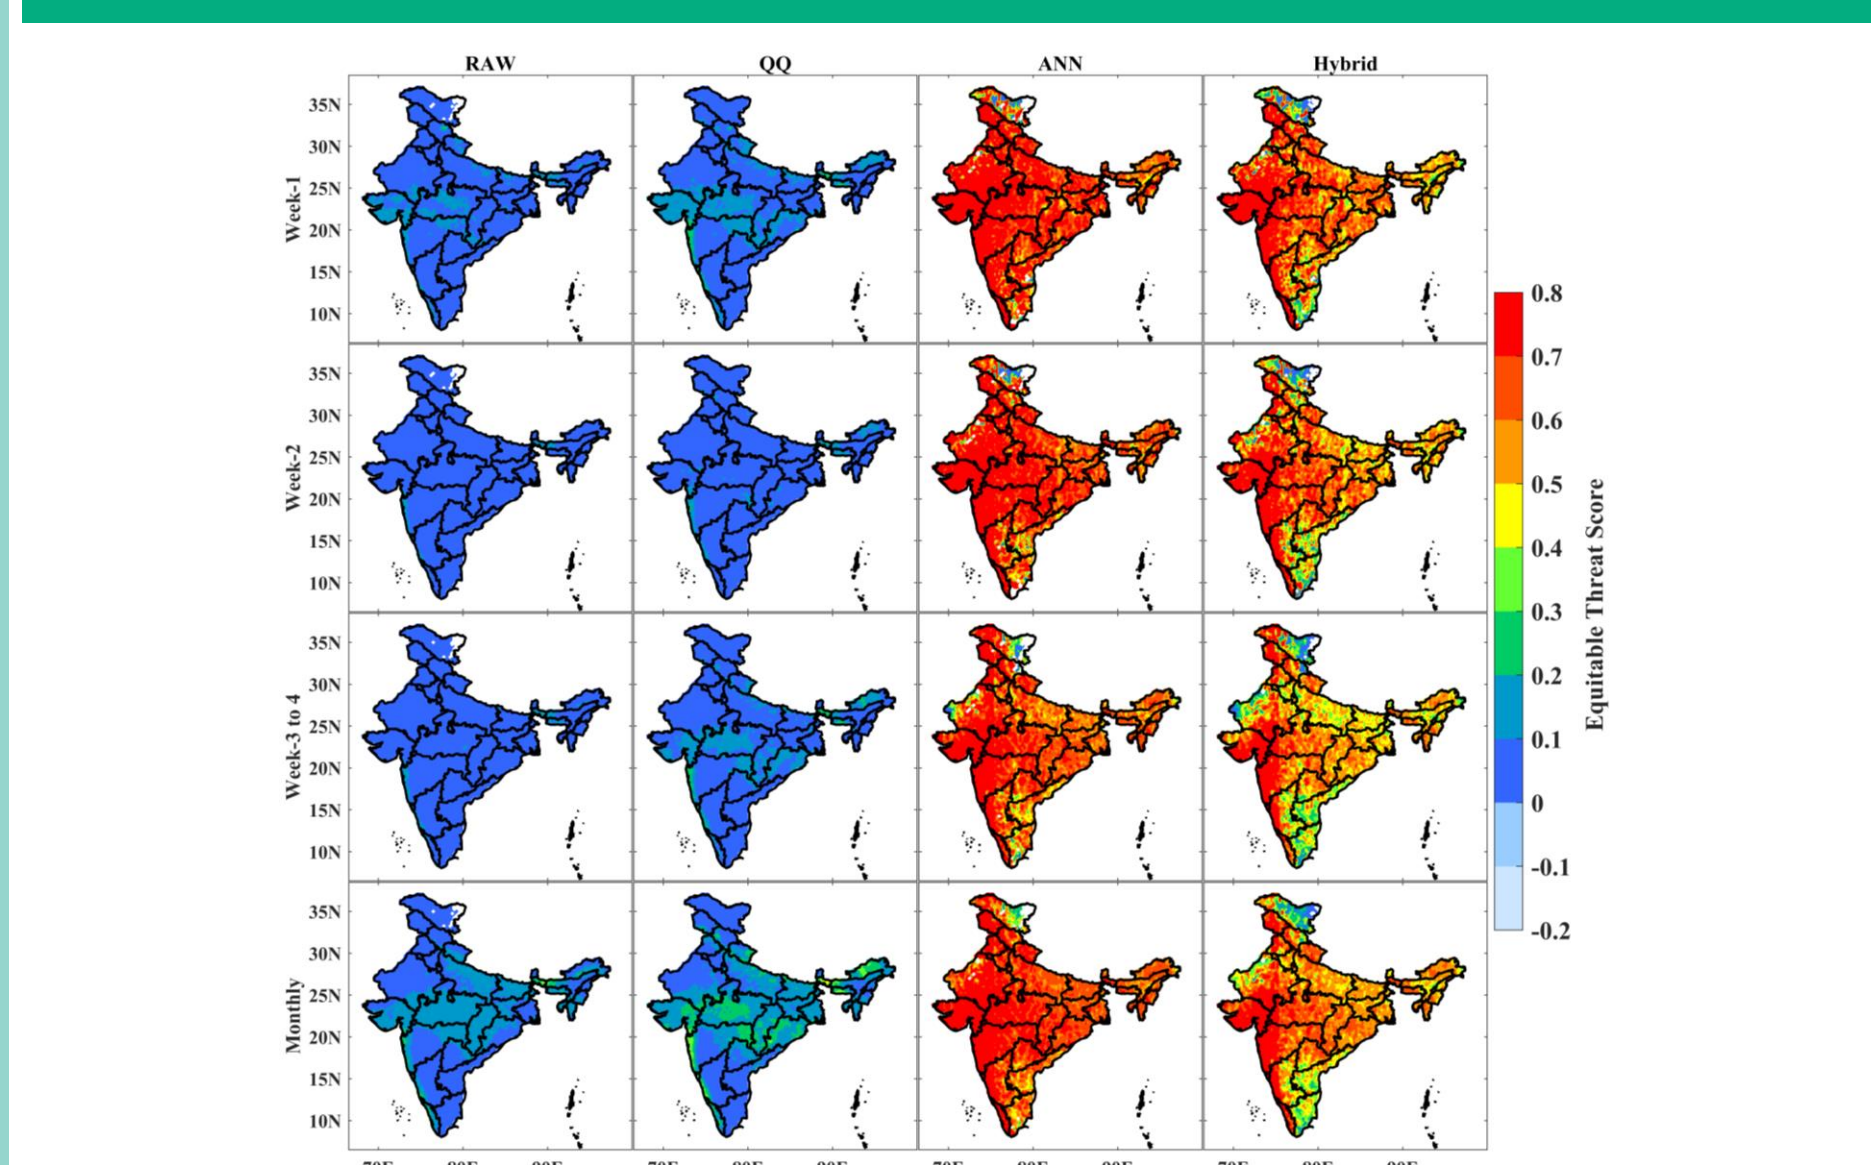 RAW QQ ANN Hybrid
Week-1
35N
30N
25N
20N
15N
10N
Week-2
35N
30N
25N
20N
15N
10N
Week-3 to 4
35N
30N
25N
20N
15N
10N
Monthly
35N
30N
25N
20N
15N
10N
0.8
0.7
0.6
0.5
0.4
0.3
0.2
0.1
0
-0.1
-0.2
Equitable Threat Score